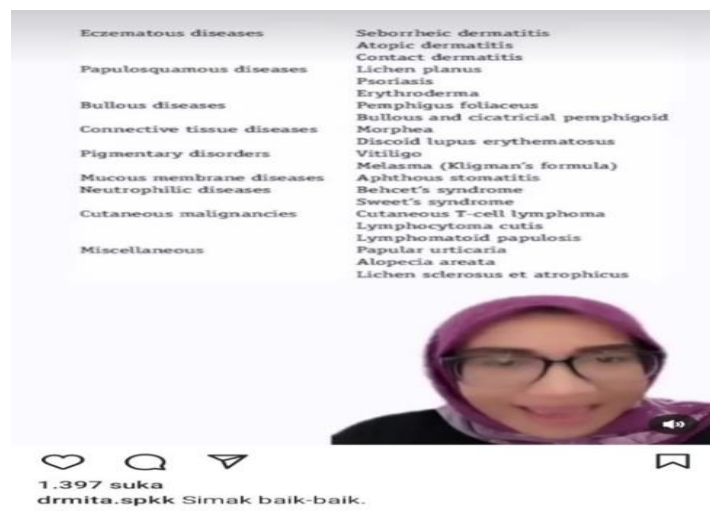 Eczematous diseases Seborrheic dermatitis
Atopic dermatitis
Contact dermatitis
Papulosquamous diseases Lichen planus
Psoriasis
Erythroderma
Bullous diseases Pemphigus foliaceus
Bullous and cicatricial pemphigoid
Connective tissue diseases Morphea
Discoid lupus erythematosus
Pigmentary disorders Vitiligo
Melasma (Kligman's formula)
Mucous membrane diseases Aphthous stomatitis
Neutrophilic diseases Behcet's syndrome
Sweet's syndrome
Cutaneous malignancies Cutaneous T-cell lymphoma
Lymphocytoma cutis
Lymphomatoid papulosis
Miscellaneous Papular urticaria
Alopecia areata
Lichen sclerosus et atrophicus
1.397 suka
drmita.spkk Simak baik-baik.